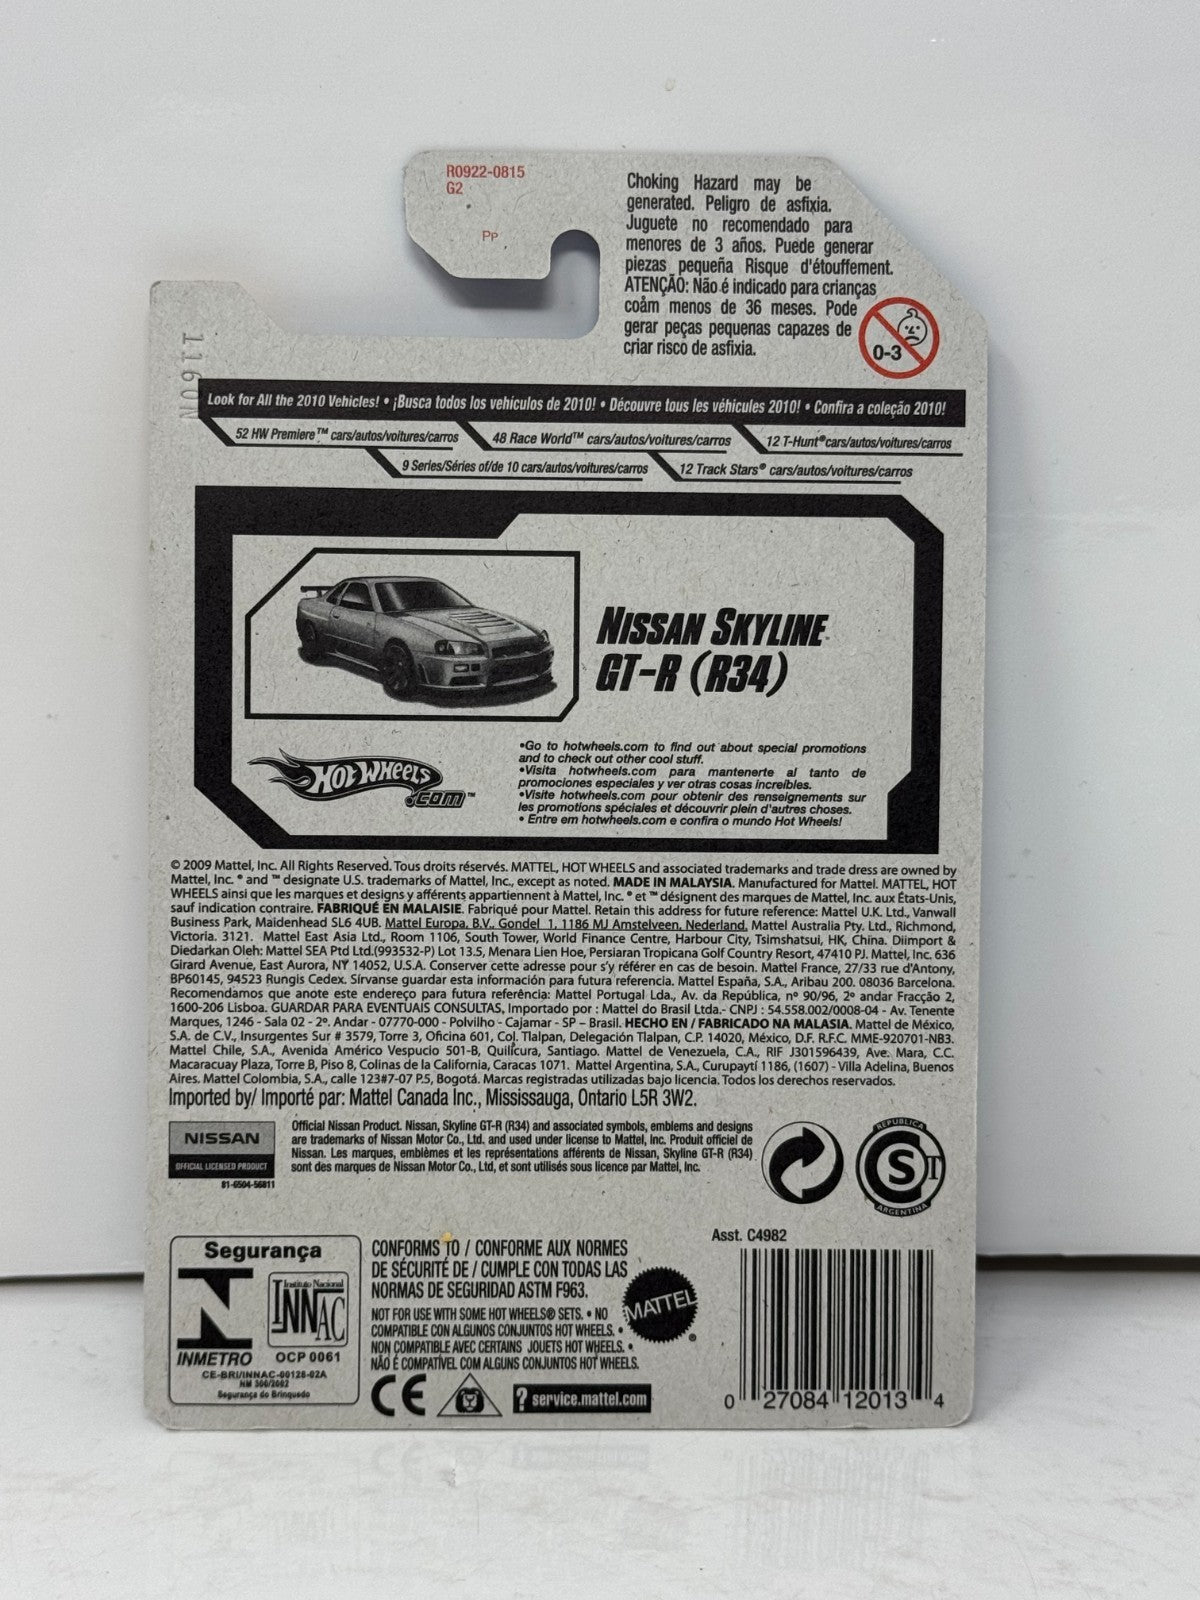 R0922-0815
G2
PP
Choking Hazard may be
generated. Peligro de asfixia.
Juguete no recomendado para
menores de 3 años. Puede generar
piezas pequeña Risque d'étouffement.
ATENÇÃO: Não é indicado para crianças
coâm menos de 36 meses. Pode
gerar peças pequenas capazes de
criar risco de asfixia.
0-3
1160N
Look for All the 2010 Vehicles! • ¡Busca todos los vehículos de 2010! • Découvre tous les véhicules 2010! • Confira a coleção 2010!
52 HW Premiere™ cars/autos/voitures/carros
48 Race World™ cars/autos/voitures/carros
12 T-Hunt® cars/autos/voitures/carros
9 Series/Séries of/de 10 cars/autos/voitures/carros
12 Track Stars® cars/autos/voitures/carros
NISSAN SKYLINE™
GT-R (R34)
HOT WHEELS
.COM™
•Go to hotwheels.com to find out about special promotions
and to check out other cool stuff.
•Visita hotwheels.com para mantenerte al tanto de
promociones especiales y ver otras cosas increíbles.
•Visite hotwheels.com pour obtenir des renseignements sur
les promotions spéciales et découvrir plein d'autres choses.
• Entre em hotwheels.com e confira o mundo Hot Wheels!
© 2009 Mattel, Inc. All Rights Reserved. Tous droits réservés. MATTEL, HOT WHEELS and associated trademarks and trade dress are owned by
Mattel, Inc. ® and ™ designate U.S. trademarks of Mattel, Inc., except as noted. MADE IN MALAYSIA. Manufactured for Mattel. MATTEL, HOT
WHEELS ainsi que les marques et designs y afférents appartiennent à Mattel, Inc. ® et ™ désignent des marques de Mattel, Inc. aux États-Unis,
sauf indication contraire. FABRIQUÉ EN MALAISIE. Fabriqué pour Mattel. Retain this address for future reference: Mattel U.K. Ltd., Vanwall
Business Park, Maidenhead SL6 4UB. Mattel Europa, B.V., Gondel 1, 1186 MJ Amstelveen, Nederland. Mattel Australia Pty. Ltd., Richmond,
Victoria. 3121. Mattel East Asia Ltd., Room 1106, South Tower, World Finance Centre, Harbour City, Tsimshatsui, HK, China. Diimport &
Diedarkan Oleh: Mattel SEA Ptd Ltd.(993532-P) Lot 13.5, Menara Lien Hoe, Persiaran Tropicana Golf Country Resort, 47410 PJ. Mattel, Inc. 636
Girard Avenue, East Aurora, NY 14052, U.S.A. Conserver cette adresse pour s'y référer en cas de besoin. Mattel France, 27/33 rue d'Antony,
BP60145, 94523 Rungis Cedex. Sírvanse guardar esta información para futura referencia. Mattel España, S.A., Aribau 200. 08036 Barcelona.
Recomendamos que anote este endereço para futura referência: Mattel Portugal Lda., Av. da República, nº 90/96, 2º andar Fracção 2,
1600-206 Lisboa. GUARDAR PARA EVENTUAIS CONSULTAS, Importado por : Mattel do Brasil Ltda.- CNPJ : 54.558.002/0008-04 - Av. Tenente
Marques, 1246 - Sala 02 - 2º. Andar - 07770-000 - Polvilho - Cajamar - SP – Brasil. HECHO EN / FABRICADO NA MALASIA. Mattel de México,
S.A. de C.V., Insurgentes Sur # 3579, Torre 3, Oficina 601, Col. Tlalpan, Delegación Tlalpan, C.P. 14020, México, D.F. R.F.C. MME-920701-NB3.
Mattel Chile, S.A., Avenida Américo Vespucio 501-B, Quilicura, Santiago. Mattel de Venezuela, C.A., RIF J301596439, Ave. Mara, C.C.
Macaracuay Plaza, Torre B, Piso 8, Colinas de la California, Caracas 1071. Mattel Argentina, S.A., Curupaytí 1186, (1607) - Villa Adelina, Buenos
Aires. Mattel Colombia, S.A., calle 123#7-07 P.5, Bogotá. Marcas registradas utilizadas bajo licencia. Todos los derechos reservados.
Imported by/ Importé par: Mattel Canada Inc., Mississauga, Ontario L5R 3W2.
NISSAN
OFFICIAL LICENSED PRODUCT
81-6504-56811
Official Nissan Product. Nissan, Skyline GT-R (R34) and associated symbols, emblems and designs
are trademarks of Nissan Motor Co., Ltd. and used under license to Mattel, Inc. Produit officiel de
Nissan. Les marques, emblèmes et les représentations afférents de Nissan, Skyline GT-R (R34)
sont des marques de Nissan Motor Co., Ltd, et sont utilisés sous licence par Mattel, Inc.
REPUBLICA
S T
ARGENTINA
Segurança
INMETRO
Instituto Nacional
INNAC
OCP 0061
CE-BRI/INNAC-00128-02A
NM 300/2002
Segurança do Brinquedo
CONFORMS TO / CONFORME AUX NORMES
DE SÉCURITÉ DE / CUMPLE CON TODAS LAS
NORMAS DE SEGURIDAD ASTM F963.
NOT FOR USE WITH SOME HOT WHEELS® SETS. • NO
COMPATIBLE CON ALGUNOS CONJUNTOS HOT WHEELS. •
NON COMPATIBLE AVEC CERTAINS JOUETS HOT WHEELS. •
NÃO É COMPATÍVEL COM ALGUNS CONJUNTOS HOT WHEELS.
CE
? service.mattel.com
MATTEL®
Asst. C4982
0 27084 12013 4